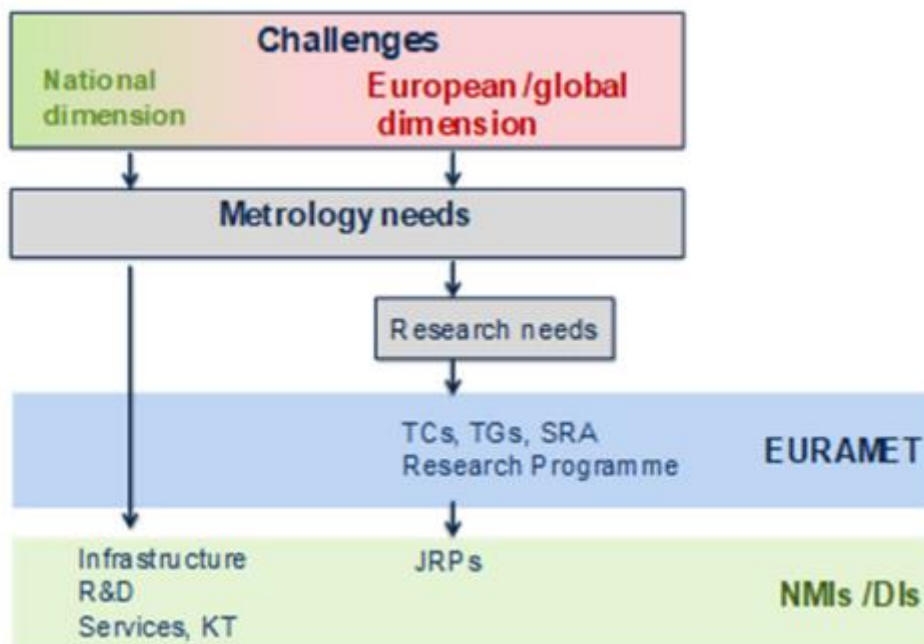 Challenges
National
dimension
European/global
dimension
Metrology needs
Research needs
TCs, TGs, SRA
Research Programme
EURAMET
Infrastructure
R&D
Services, KT
JRPs
NMIs /DIs